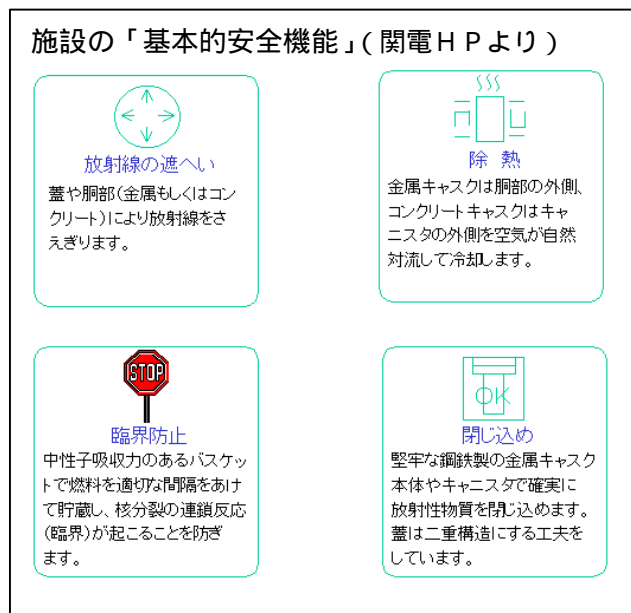 施設の「基本的安全機能」(関電ＨＰより)
放射線の遮へい
蓋や胴部(金属もしくはコン
クリート)により放射線をさ
えぎります。
除 熱
金属キャスクは胴部の外側、
コンクリートキャスクはキャ
ニスタの外側を空気が自然
対流して冷却します。
STOP
臨界防止
中性子吸収力のあるバスケッ
トで燃料を適切な間隔をあけ
て貯蔵し、核分裂の連鎖反応
(臨界)が起こることを防ぎ
ます。
OK
閉じ込め
堅牢な鋼鉄製の金属キャスク
本体やキャニスタで確実に
放射性物質を閉じ込めます。
蓋は二重構造にする工夫を
しています。